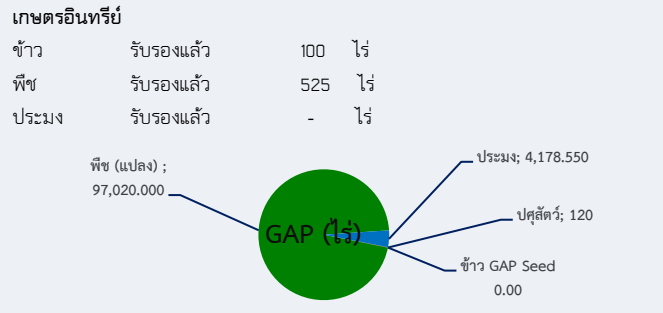 เกษตรอินทรีย์
ข้าว รับรองแล้ว 100 ไร่
พืช รับรองแล้ว 525 ไร่
ประมง รับรองแล้ว - ไร่
พืช (แปลง) ;
97,020.000
ประมง; 4,178.550
ปศุสัตว์; 120
GAP (ไร่)
ข้าว GAP Seed
0.00